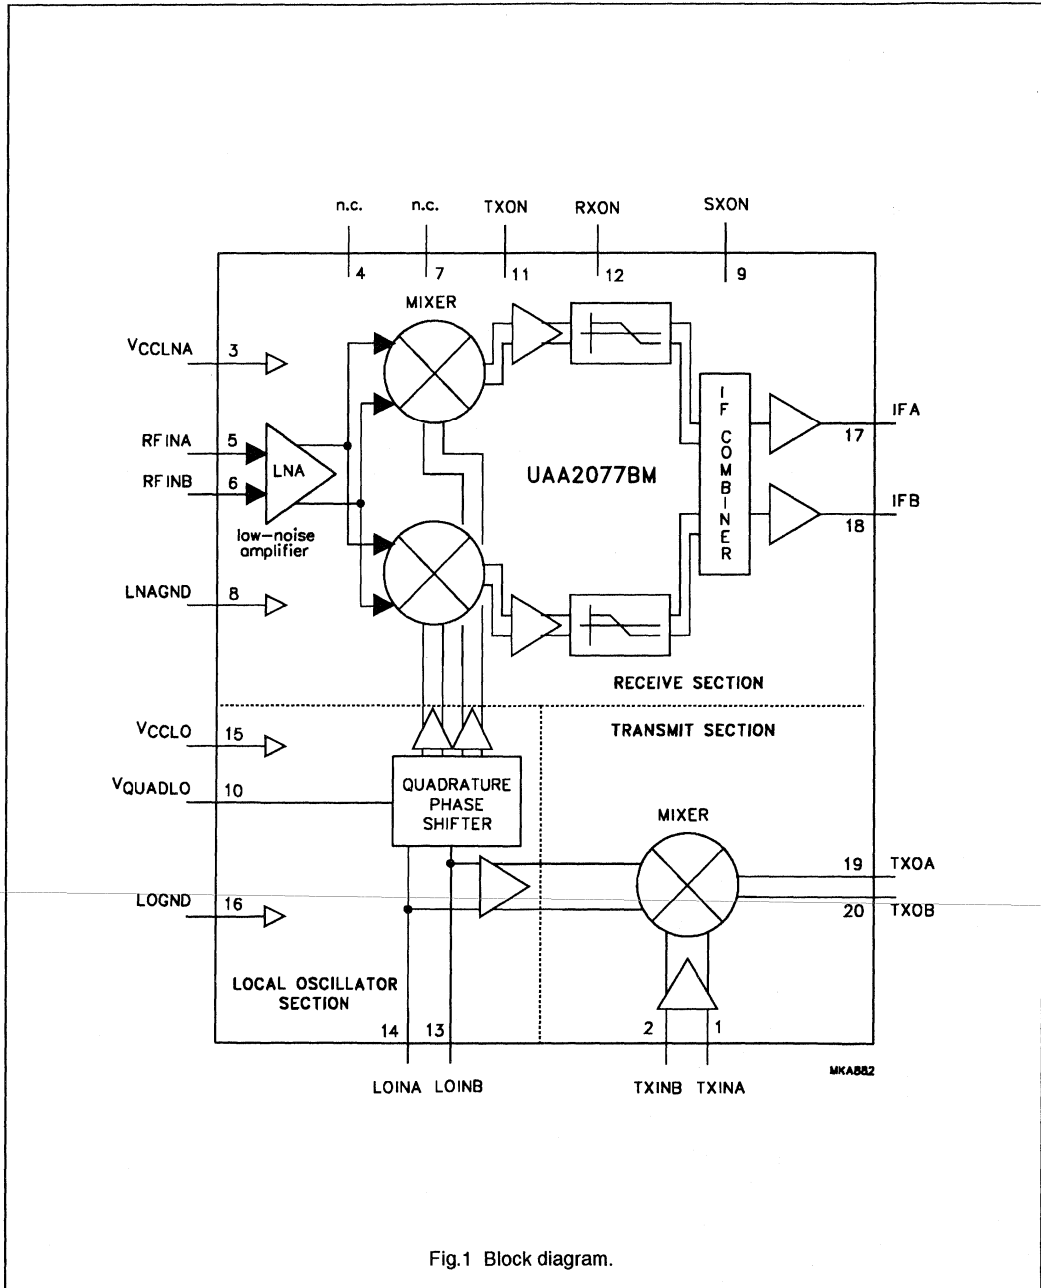 n.c. n.c. TXON RXON SXON
4 7 11 12 9
MIXER
VCCLNA 3
RFINA 5
RFINB 6
LNA
low-noise
amplifier
LNAGND 8
UAA2077BM
IF COMBINER
IFA
17
IFB
18
RECEIVE SECTION
TRANSMIT SECTION
VCCLO 15
VQUADLO 10
QUADRATURE
PHASE
SHIFTER
MIXER
19 TXOA
20 TXOB
LOGND 16
LOCAL OSCILLATOR
SECTION
14 13 2 1
LOINA LOINB TXINB TXINA
MKA882
Fig.1 Block diagram.